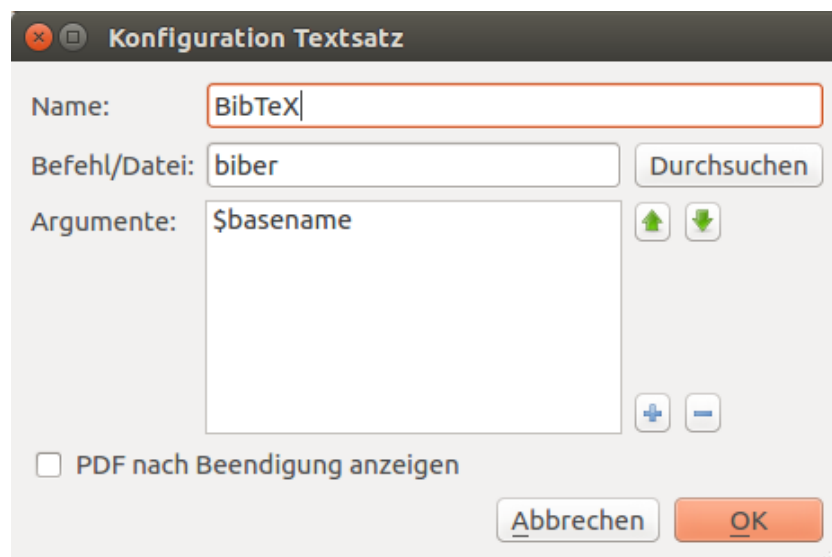 Konfiguration Textsatz
Name: BibTeX
Befehl/Datei: biber Durchsuchen
Argumente: $basename
PDF nach Beendigung anzeigen
Abbrechen OK